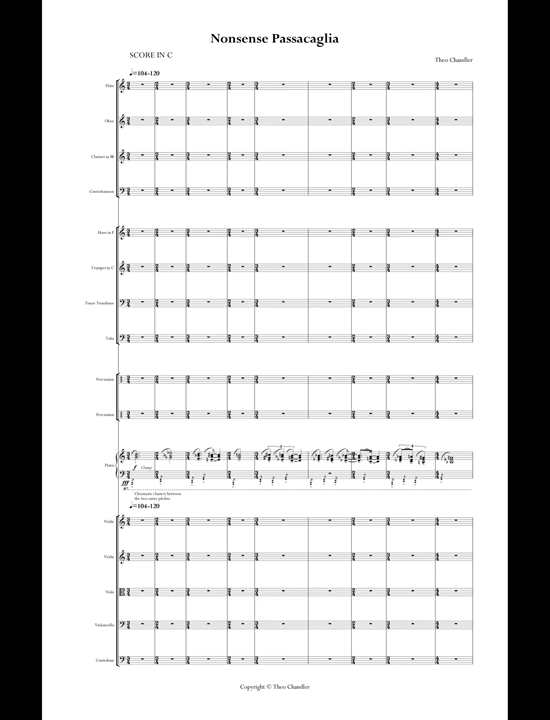 Nonsense Passacaglia
SCORE IN C
Theo Chandler
=104-120
Flute
Oboe
Clarinet in B♭
Contrabassoon
Horn in F
Trumpet in C
Tenor Trombone
Tuba
Percussion
Percussion
Piano
f
Clumsy
fff
Chromatic clusters between
the two outer pitches
=104-120
Violin
Violin
Viola
Violoncello
Contrabass
Copyright © Theo Chandler